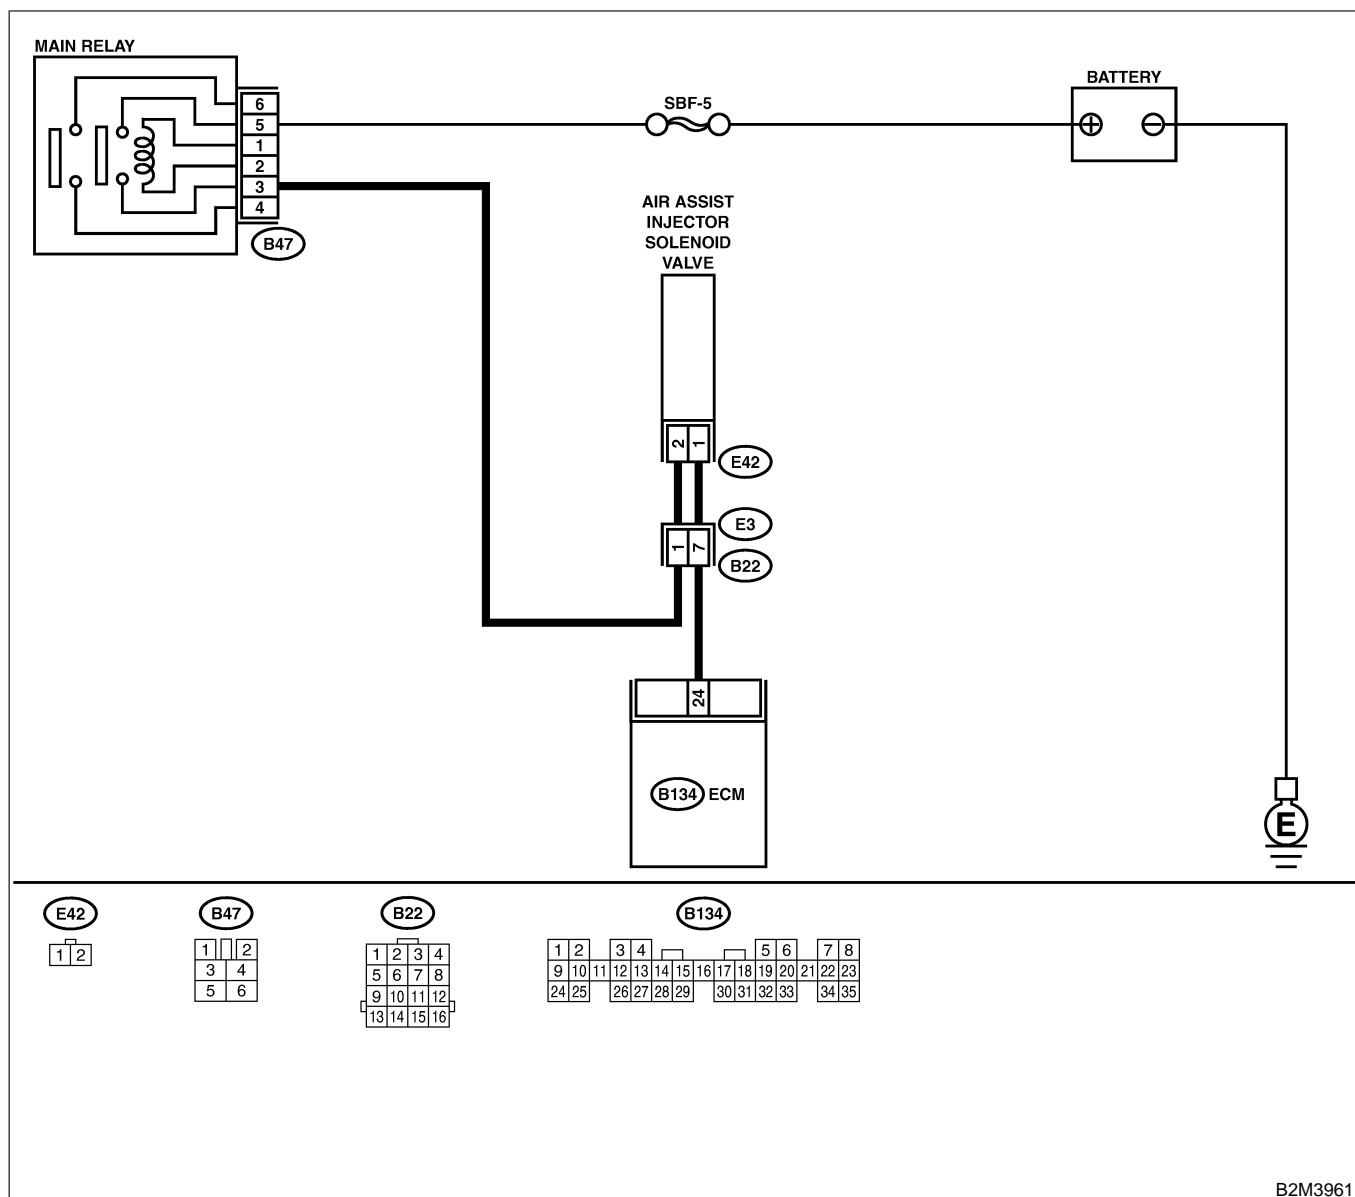 MAIN RELAY
BATTERY
SBF-5
6
5
1
2
3
4
B47
AIR ASSIST
INJECTOR
SOLENOID
VALVE
2 1
E42
E3
1 7
B22
24
B134 ECM
E
E42
B47
B22
B134
1 2
1 2
3 4
5 6
1 2 3 4
5 6 7 8
9 10 11 12
13 14 15 16
1 2 3 4 5 6 7 8
9 10 11 12 13 14 15 16 17 18 19 20 21 22 23
24 25 26 27 28 29 30 31 32 33 34 35
B2M3961